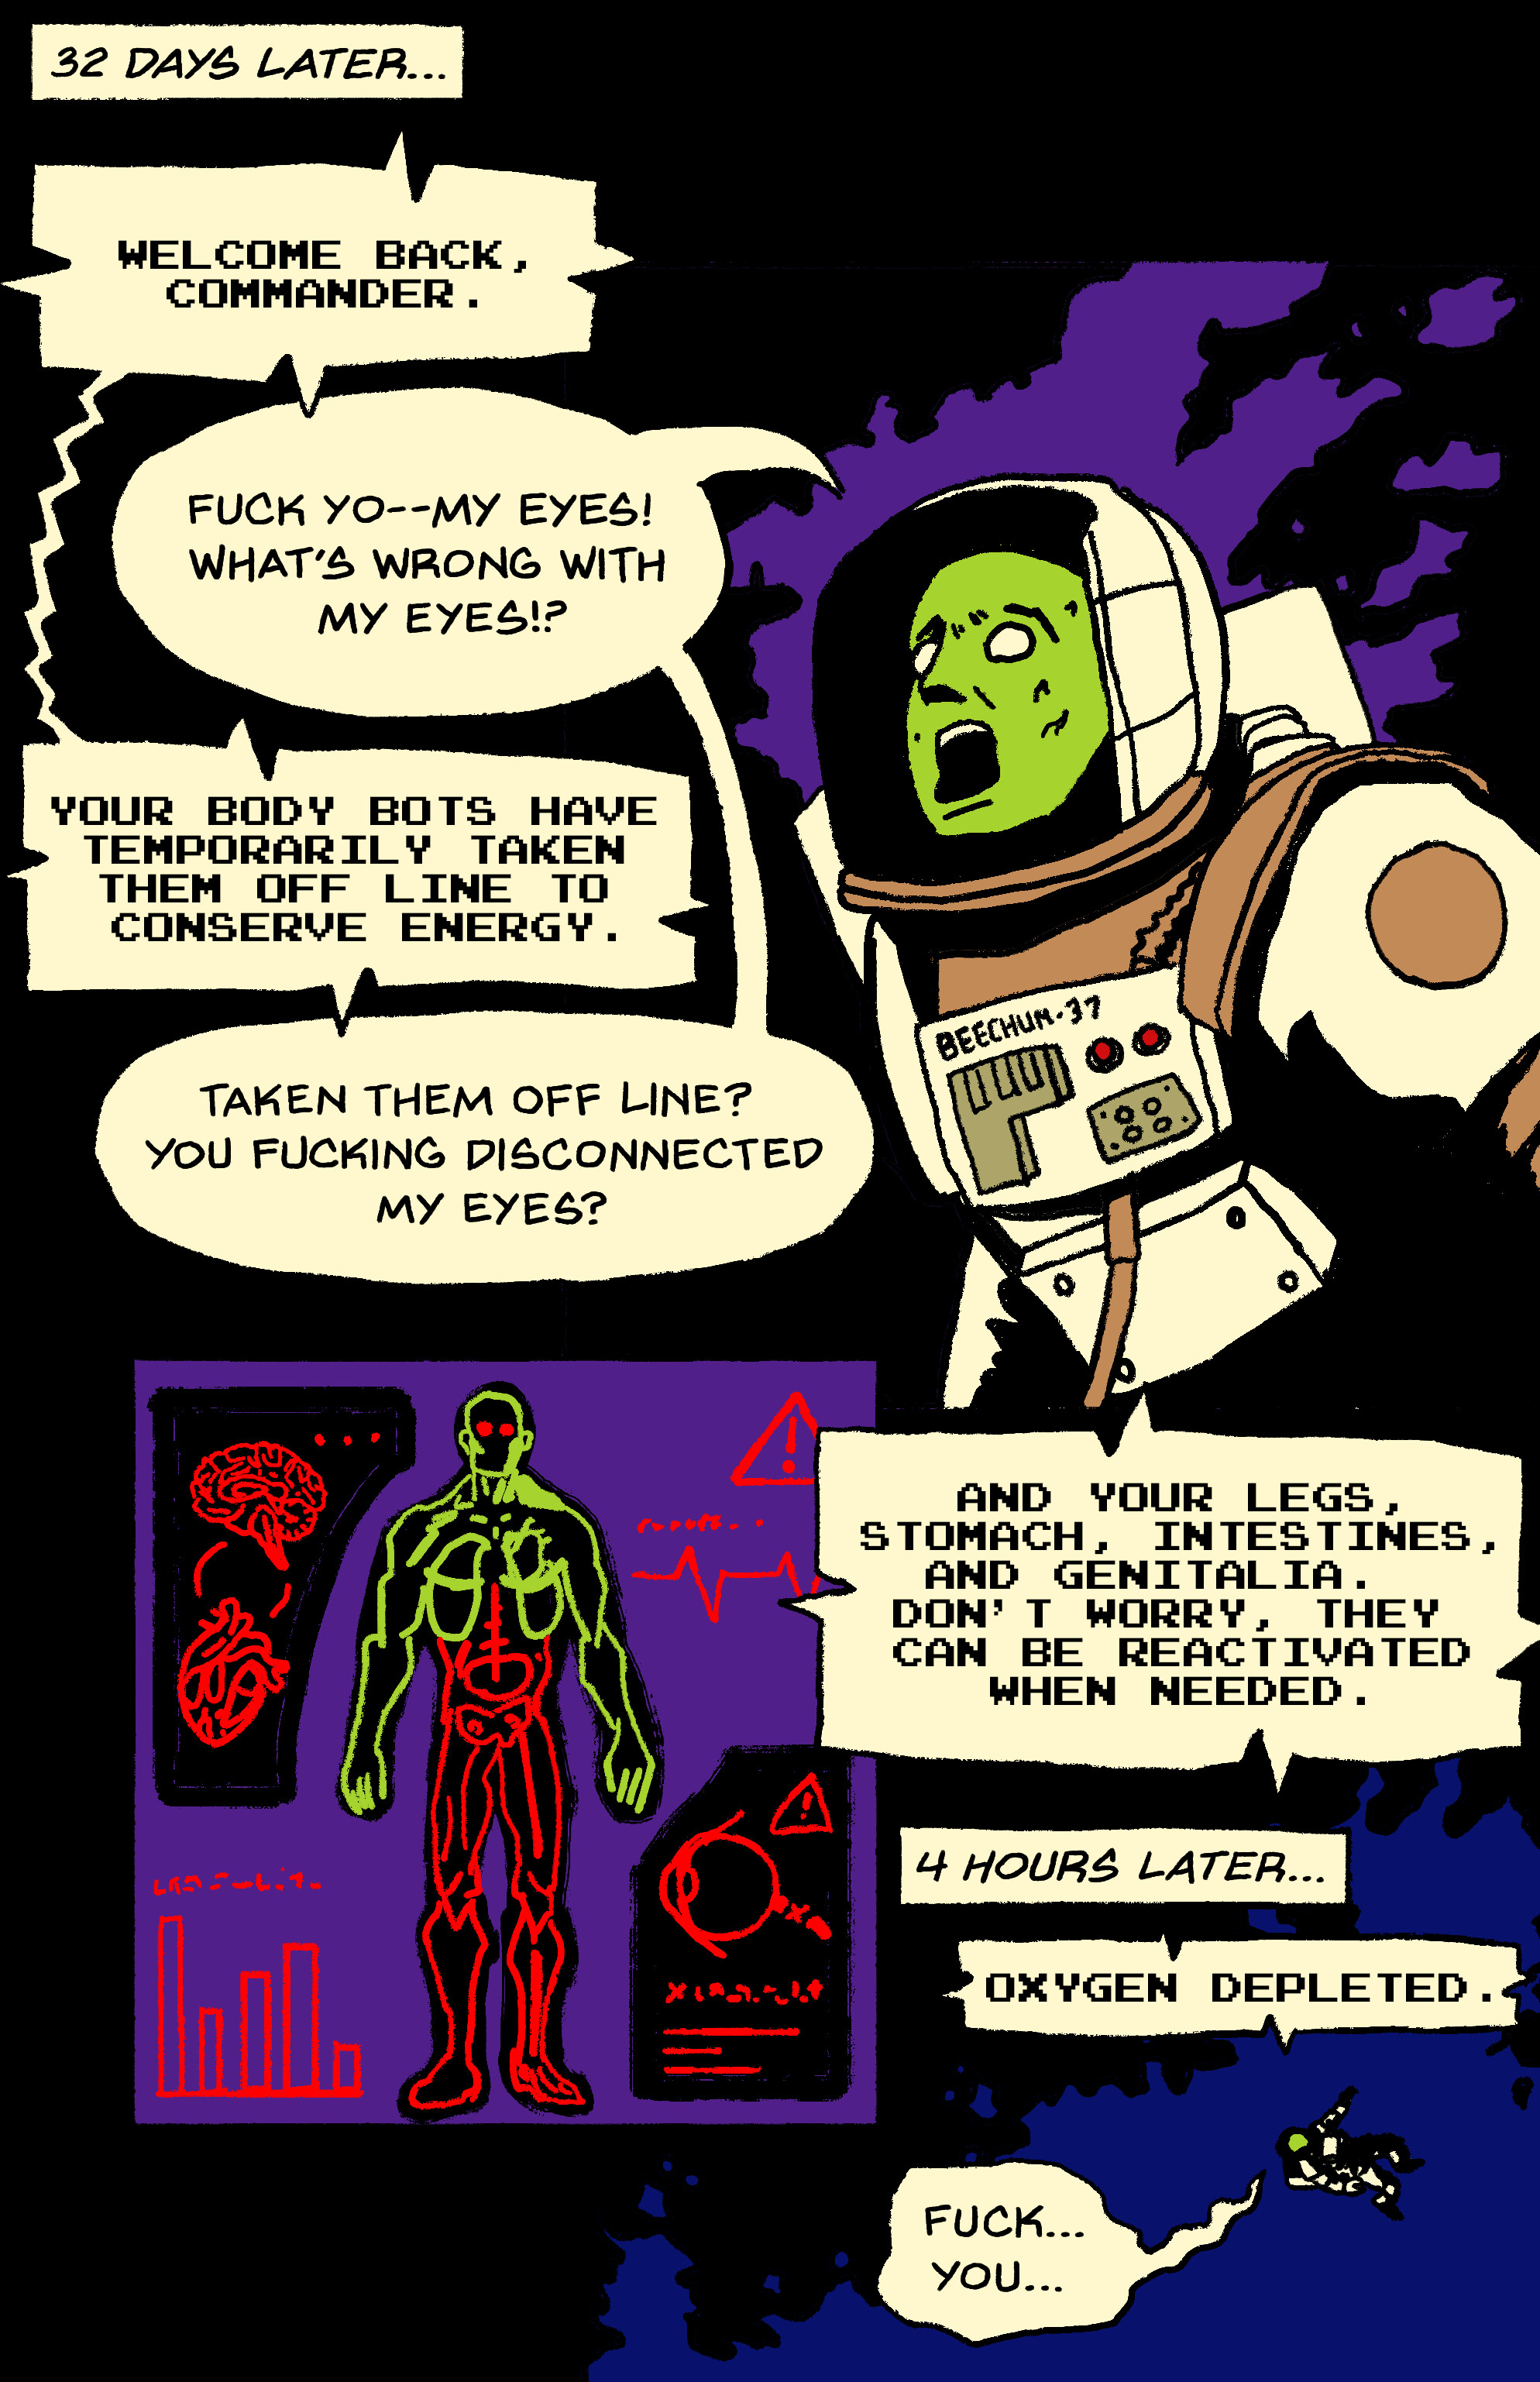 32 DAYS LATER...
WELCOME BACK,
COMMANDER.
FUCK YO--MY EYES!
WHAT'S WRONG WITH
MY EYES!?
YOUR BODY BOTS HAVE
TEMPORARILY TAKEN
THEM OFF LINE TO
CONSERVE ENERGY.
BEECHUM-37
TAKEN THEM OFF LINE?
YOU FUCKING DISCONNECTED
MY EYES?
AND YOUR LEGS,
STOMACH, INTESTINES,
AND GENITALIA.
DON'T WORRY, THEY
CAN BE REACTIVATED
WHEN NEEDED.
4 HOURS LATER...
OXYGEN DEPLETED.
FUCK...
YOU...